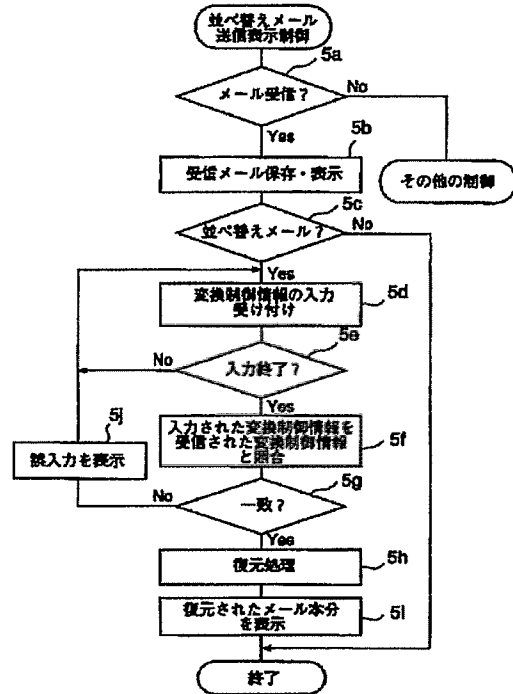 並べ替えメール
送信表示制御
5a
メール受信？
No
Yes
5b
受信メール保存・表示
その他の制御
5c
並べ替えメール？
No
Yes
変換制御情報の入力
受け付け
5d
5e
入力終了？
No
Yes
入力された変換制御情報を
受信された変換制御情報
と照合
5f
5j
誤入力を表示
5g
一致？
No
Yes
復元処理
5h
復元されたメール本分
を表示
5i
終了